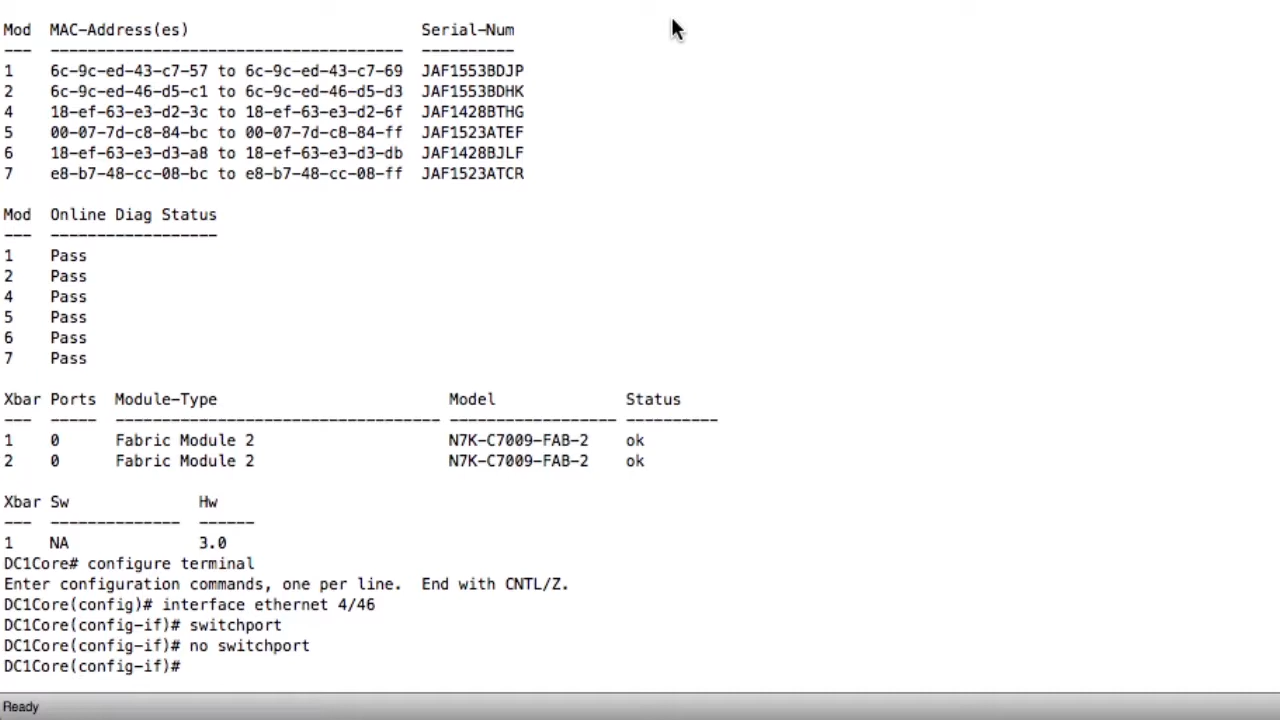 Mod  MAC-Address(es)                         Serial-Num
---  --------------------------------------  ----------
1    6c-9c-ed-43-c7-57 to 6c-9c-ed-43-c7-69  JAF1553BDJP
2    6c-9c-ed-46-d5-c1 to 6c-9c-ed-46-d5-d3  JAF1553BDHK
4    18-ef-63-e3-d2-3c to 18-ef-63-e3-d2-6f  JAF1428BTHG
5    00-07-7d-c8-84-bc to 00-07-7d-c8-84-ff  JAF1523ATEF
6    18-ef-63-e3-d3-a8 to 18-ef-63-e3-d3-db  JAF1428BJLF
7    e8-b7-48-cc-08-bc to e8-b7-48-cc-08-ff  JAF1523ATCR
Mod  Online Diag Status
---  ------------------
1    Pass
2    Pass
4    Pass
5    Pass
6    Pass
7    Pass
Xbar Ports  Module-Type                         Model              Status
---  -----  ----------------------------------- ------------------ ----------
1    0      Fabric Module 2                     N7K-C7009-FAB-2    ok
2    0      Fabric Module 2                     N7K-C7009-FAB-2    ok
Xbar Sw              Hw
---  --------------  ------
1    NA              3.0
DC1Core# configure terminal
Enter configuration commands, one per line.  End with CNTL/Z.
DC1Core(config)# interface ethernet 4/46
DC1Core(config-if)# switchport
DC1Core(config-if)# no switchport
DC1Core(config-if)#
Ready